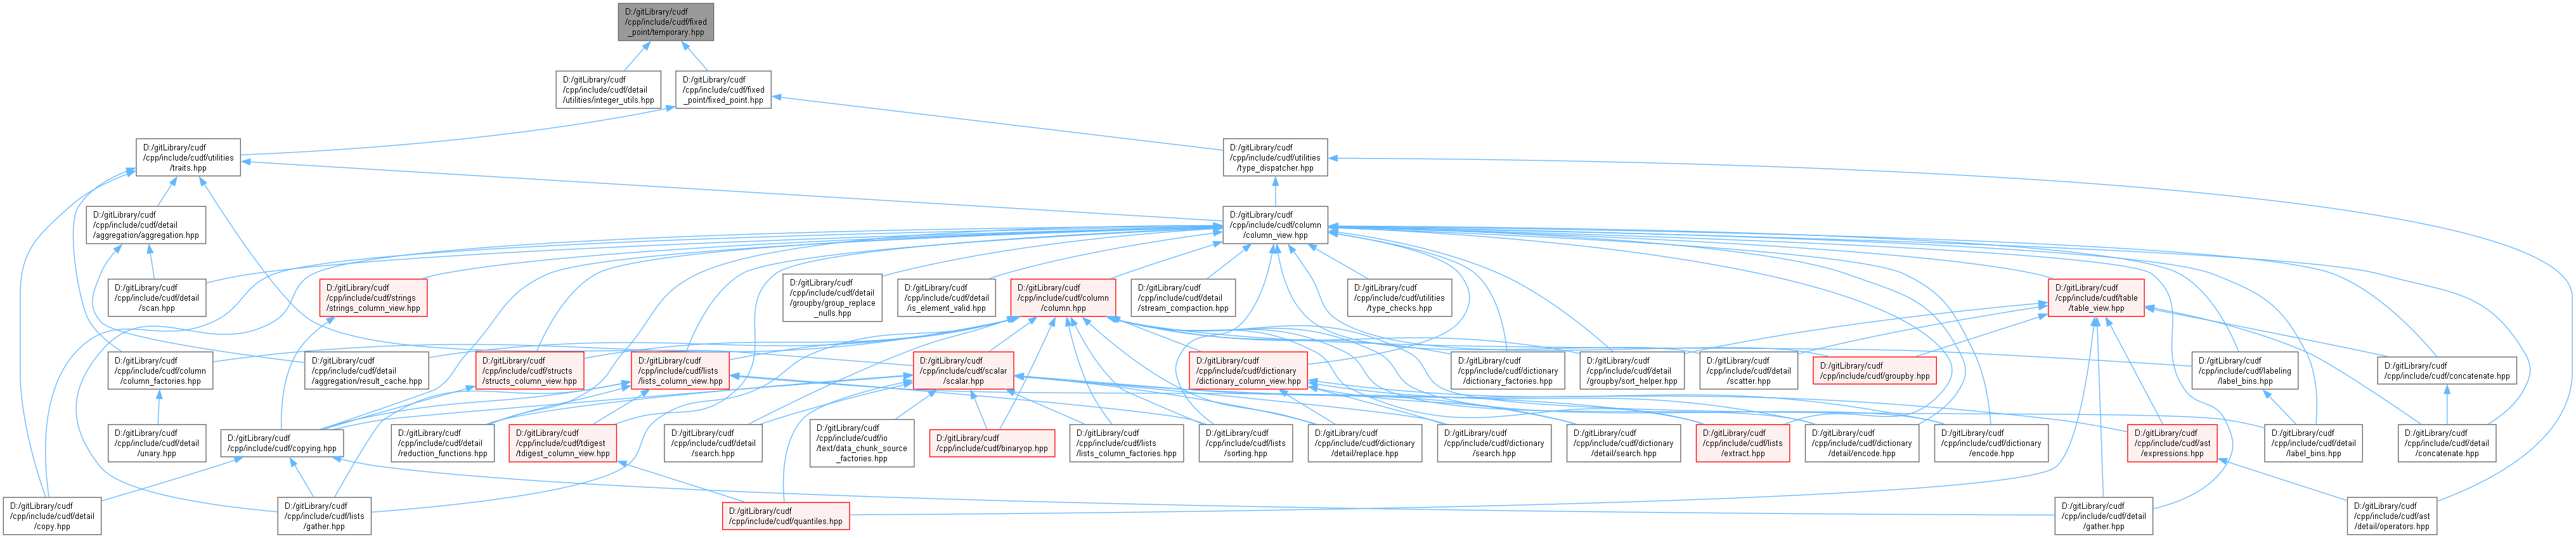 D:/gitLibrary/cudf
/cpp/include/cudf/fixed
_point/temporary.hpp
D:/gitLibrary/cudf
/cpp/include/cudf/detail
/utilities/integer_utils.hpp
D:/gitLibrary/cudf
/cpp/include/cudf/fixed
_point/fixed_point.hpp
D:/gitLibrary/cudf
/cpp/include/cudf/utilities
/traits.hpp
D:/gitLibrary/cudf
/cpp/include/cudf/utilities
/type_dispatcher.hpp
D:/gitLibrary/cudf
/cpp/include/cudf/detail
/aggregation/aggregation.hpp
D:/gitLibrary/cudf
/cpp/include/cudf/column
/column_view.hpp
D:/gitLibrary/cudf
/cpp/include/cudf/detail
/scan.hpp
D:/gitLibrary/cudf
/cpp/include/cudf/strings
/strings_column_view.hpp
D:/gitLibrary/cudf
/cpp/include/cudf/detail
/groupby/group_replace
_nulls.hpp
D:/gitLibrary/cudf
/cpp/include/cudf/detail
/is_element_valid.hpp
D:/gitLibrary/cudf
/cpp/include/cudf/column
/column.hpp
D:/gitLibrary/cudf
/cpp/include/cudf/detail
/stream_compaction.hpp
D:/gitLibrary/cudf
/cpp/include/cudf/utilities
/type_checks.hpp
D:/gitLibrary/cudf
/cpp/include/cudf/table
/table_view.hpp
D:/gitLibrary/cudf
/cpp/include/cudf/column
/column_factories.hpp
D:/gitLibrary/cudf
/cpp/include/cudf/detail
/aggregation/result_cache.hpp
D:/gitLibrary/cudf
/cpp/include/cudf/structs
/structs_column_view.hpp
D:/gitLibrary/cudf
/cpp/include/cudf/lists
/lists_column_view.hpp
D:/gitLibrary/cudf
/cpp/include/cudf/scalar
/scalar.hpp
D:/gitLibrary/cudf
/cpp/include/cudf/dictionary
/dictionary_column_view.hpp
D:/gitLibrary/cudf
/cpp/include/cudf/dictionary
/dictionary_factories.hpp
D:/gitLibrary/cudf
/cpp/include/cudf/detail
/groupby/sort_helper.hpp
D:/gitLibrary/cudf
/cpp/include/cudf/detail
/scatter.hpp
D:/gitLibrary/cudf
/cpp/include/cudf/groupby.hpp
D:/gitLibrary/cudf
/cpp/include/cudf/labeling
/label_bins.hpp
D:/gitLibrary/cudf
/cpp/include/cudf/concatenate.hpp
D:/gitLibrary/cudf
/cpp/include/cudf/detail
/unary.hpp
D:/gitLibrary/cudf
/cpp/include/cudf/copying.hpp
D:/gitLibrary/cudf
/cpp/include/cudf/detail
/reduction_functions.hpp
D:/gitLibrary/cudf
/cpp/include/cudf/tdigest
/tdigest_column_view.hpp
D:/gitLibrary/cudf
/cpp/include/cudf/detail
/search.hpp
D:/gitLibrary/cudf
/cpp/include/cudf/io
/text/data_chunk_source
_factories.hpp
D:/gitLibrary/cudf
/cpp/include/cudf/binaryop.hpp
D:/gitLibrary/cudf
/cpp/include/cudf/lists
/lists_column_factories.hpp
D:/gitLibrary/cudf
/cpp/include/cudf/lists
/sorting.hpp
D:/gitLibrary/cudf
/cpp/include/cudf/dictionary
/detail/replace.hpp
D:/gitLibrary/cudf
/cpp/include/cudf/dictionary
/search.hpp
D:/gitLibrary/cudf
/cpp/include/cudf/dictionary
/detail/search.hpp
D:/gitLibrary/cudf
/cpp/include/cudf/lists
/extract.hpp
D:/gitLibrary/cudf
/cpp/include/cudf/dictionary
/detail/encode.hpp
D:/gitLibrary/cudf
/cpp/include/cudf/dictionary
/encode.hpp
D:/gitLibrary/cudf
/cpp/include/cudf/ast
/expressions.hpp
D:/gitLibrary/cudf
/cpp/include/cudf/detail
/label_bins.hpp
D:/gitLibrary/cudf
/cpp/include/cudf/detail
/concatenate.hpp
D:/gitLibrary/cudf
/cpp/include/cudf/detail
/copy.hpp
D:/gitLibrary/cudf
/cpp/include/cudf/lists
/gather.hpp
D:/gitLibrary/cudf
/cpp/include/cudf/quantiles.hpp
D:/gitLibrary/cudf
/cpp/include/cudf/detail
/gather.hpp
D:/gitLibrary/cudf
/cpp/include/cudf/ast
/detail/operators.hpp